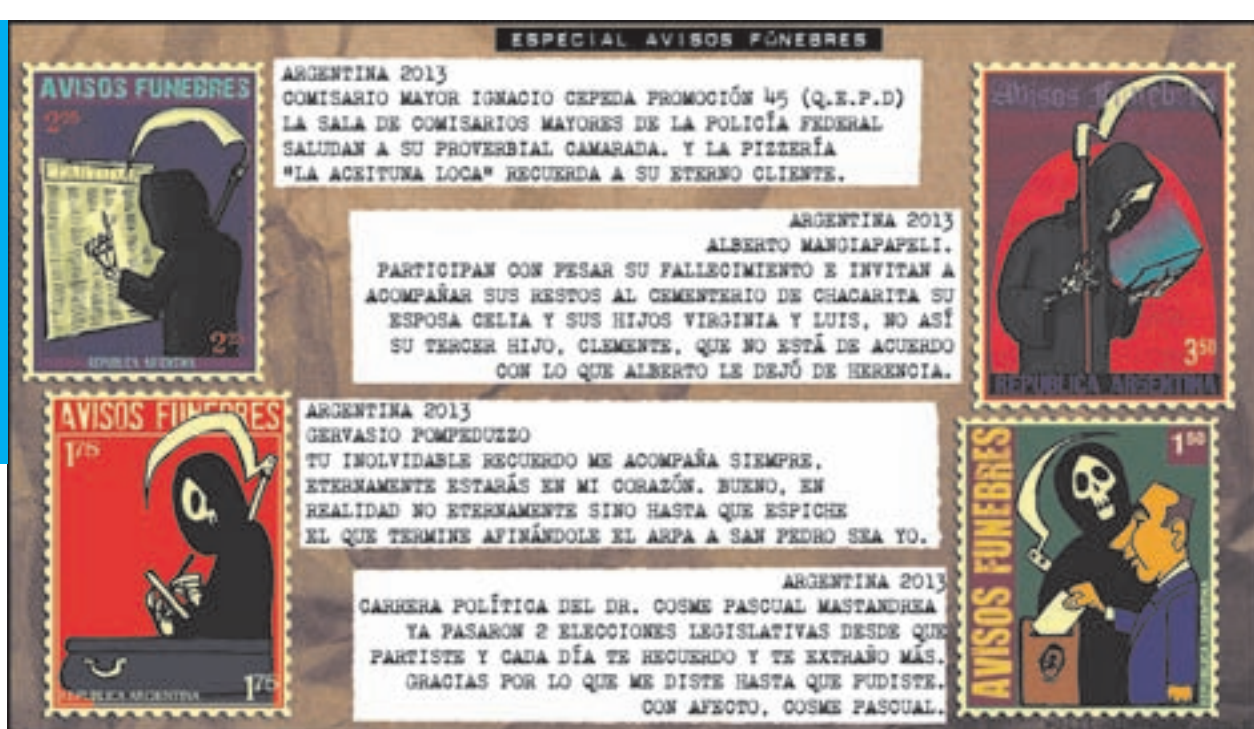 ESPECIAL AVISOS FÚNEBRES
AVISOS FUNEBRES
2
2
REPUBLICA ARGENTINA
ARGENTINA 2013
COMISARIO MAYOR IGNACIO CEPEDA PROMOCIÓN 45 (Q.E.P.D)
LA SALA DE COMISARIOS MAYORES DE LA POLICÍA FEDERAL
SALUDAN A SU PROVERBIAL CAMARADA. Y LA PIZZERÍA
"LA ACEITUNA LOCA" RECUERDA A SU ETERNO CLIENTE.
Avisos Fúnebres
3 50
REPUBLICA ARGENTINA
ARGENTINA 2013
ALBERTO MANGIAPAPELI.
PARTICIPAN CON PESAR SU FALLECIMIENTO E INVITAN A
ACOMPAÑAR SUS RESTOS AL CEMENTERIO DE CHACARITA SU
ESPOSA CELIA Y SUS HIJOS VIRGINIA Y LUIS, NO ASÍ
SU TERCER HIJO, CLEMENTE, QUE NO ESTÁ DE ACUERDO
CON LO QUE ALBERTO LE DEJÓ DE HERENCIA.
AVISOS FUNEBRES
1 75
REPUBLICA ARGENTINA
1 75
ARGENTINA 2013
GERVASIO POMPEDUZZO
TU INOLVIDABLE RECUERDO ME ACOMPAÑA SIEMPRE,
ETERNAMENTE ESTARÁS EN MI CORAZÓN. BUENO, EN
REALIDAD NO ETERNAMENTE SINO HASTA QUE ESPICHE
EL QUE TERMINE AFINÁNDOLE EL ARPA A SAN PEDRO SEA YO.
AVISOS FUNEBRES
1 50
ARGENTINA 2013
CARRERA POLÍTICA DEL DR. COSME PASCUAL MASTANDREA
YA PASARON 2 ELECCIONES LEGISLATIVAS DESDE QUE
PARTISTE Y CADA DÍA TE RECUERDO Y TE EXTRAÑO MÁS.
GRACIAS POR LO QUE ME DISTE HASTA QUE PUDISTE.
CON AFECTO, COSME PASCUAL.